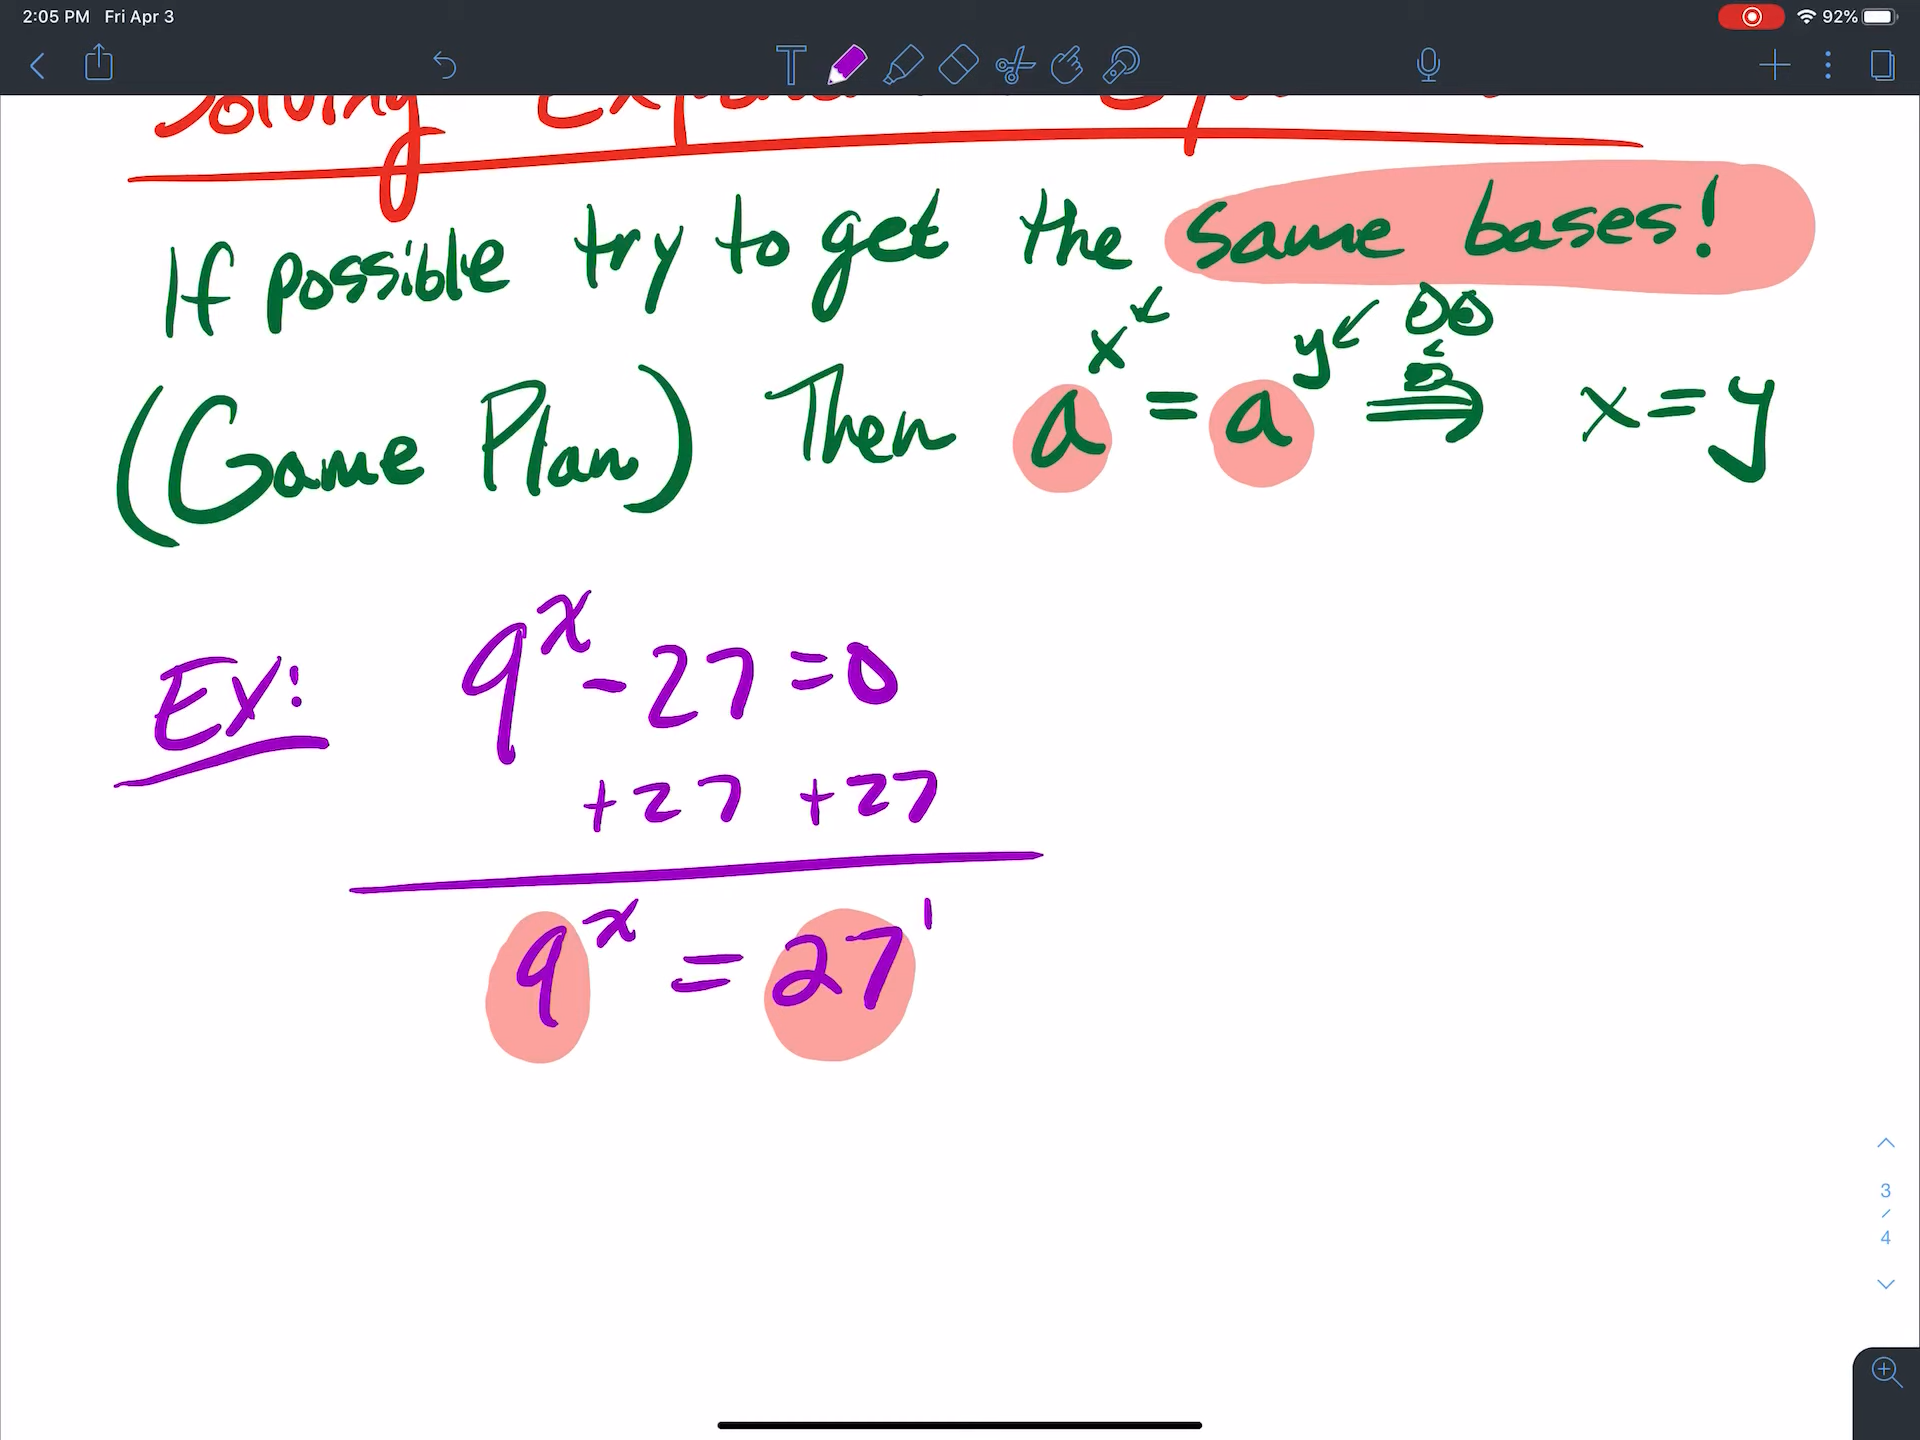 2:05 PM Fri Apr 3 92%
Solving
If possible try to get the same bases!
(Game Plan) Then a^x = a^y ⇒ x=y
Ex: 9^x - 27 = 0
+27 +27
9^x = 27^1
3
/
4